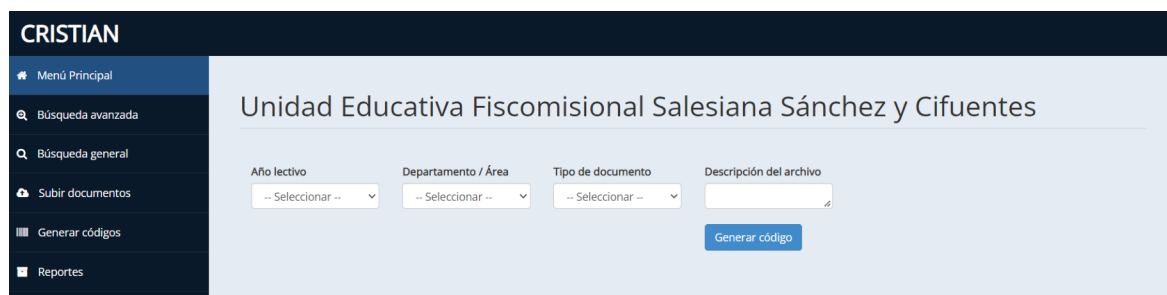 CRISTIAN
Menú Principal
Búsqueda avanzada
Búsqueda general
Subir documentos
Generar códigos
Reportes
Unidad Educativa Fiscomisional Salesiana Sánchez y Cifuentes
Año lectivo Departamento / Área Tipo de documento Descripción del archivo
-- Seleccionar -- -- Seleccionar -- -- Seleccionar --
Generar código